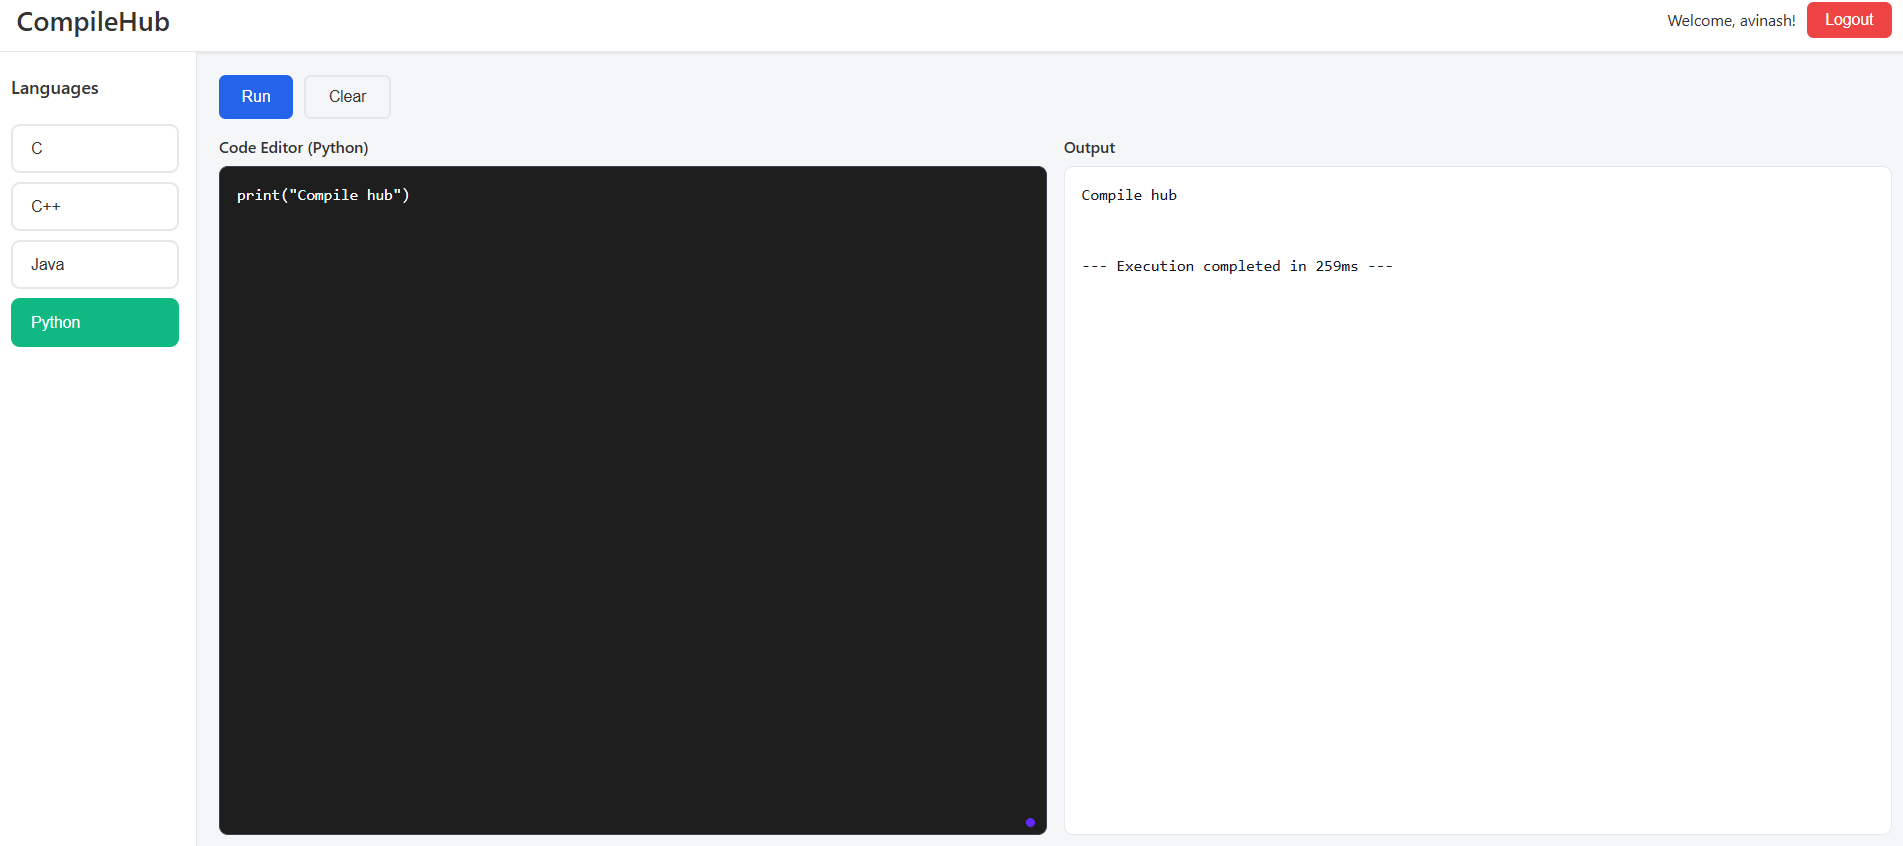 CompileHub
Welcome, avinash!
Logout
Languages
C
C++
Java
Python
Run
Clear
Code Editor (Python)
print("Compile hub")
Output
Compile hub
--- Execution completed in 259ms ---